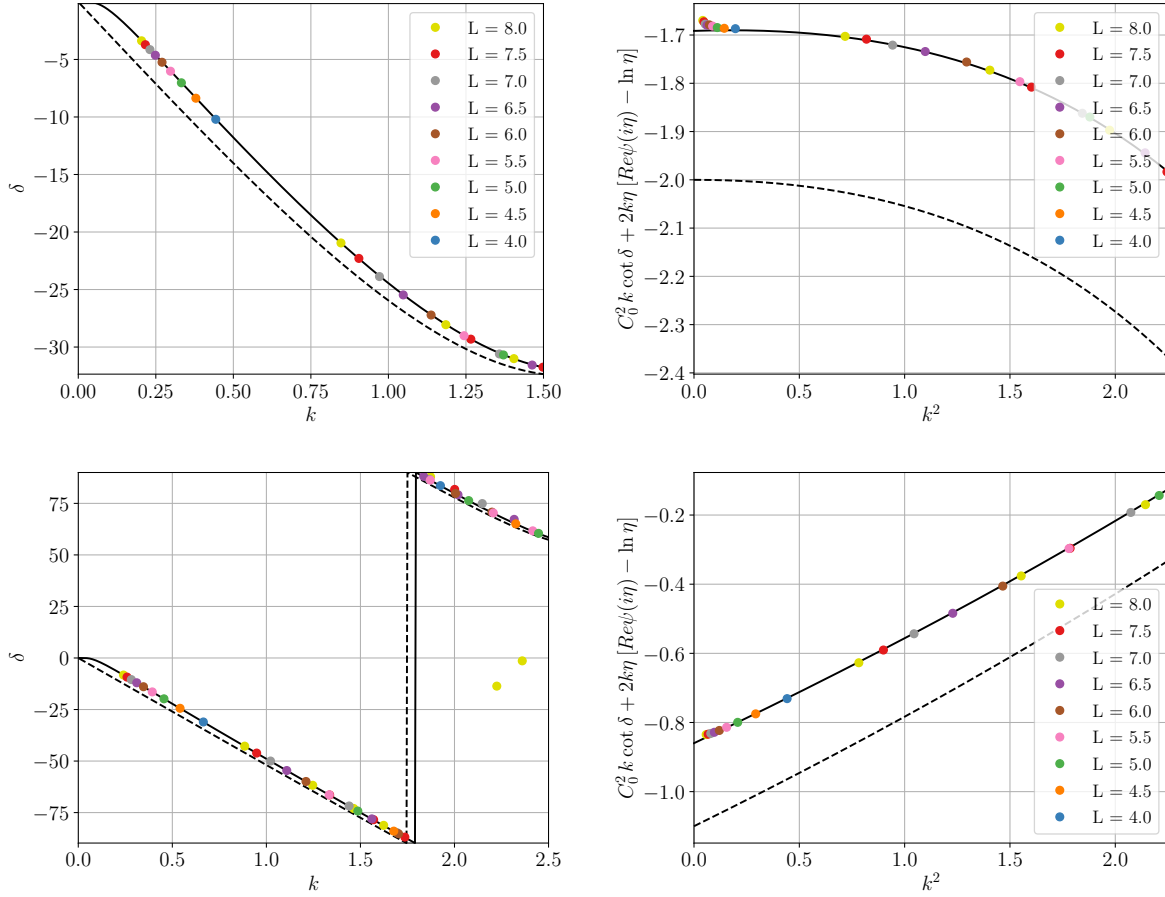 −5
−10
−15
−20
−25
−30
δ
0.00
0.25
0.50
0.75
1.00
1.25
1.50
k
L = 8.0
L = 7.5
L = 7.0
L = 6.5
L = 6.0
L = 5.5
L = 5.0
L = 4.5
L = 4.0
−1.7
−1.8
−1.9
−2.0
−2.1
−2.2
−2.3
−2.4
C_0^2 k cot δ + 2kη [Reψ(iη) − ln η]
0.0
0.5
1.0
1.5
2.0
k^2
L = 8.0
L = 7.5
L = 7.0
L = 6.5
L = 6.0
L = 5.5
L = 5.0
L = 4.5
L = 4.0
75
50
25
0
−25
−50
−75
δ
0.0
0.5
1.0
1.5
2.0
2.5
k
−0.2
−0.4
−0.6
−0.8
−1.0
C_0^2 k cot δ + 2kη [Reψ(iη) − ln η]
0.0
0.5
1.0
1.5
2.0
k^2
L = 8.0
L = 7.5
L = 7.0
L = 6.5
L = 6.0
L = 5.5
L = 5.0
L = 4.5
L = 4.0